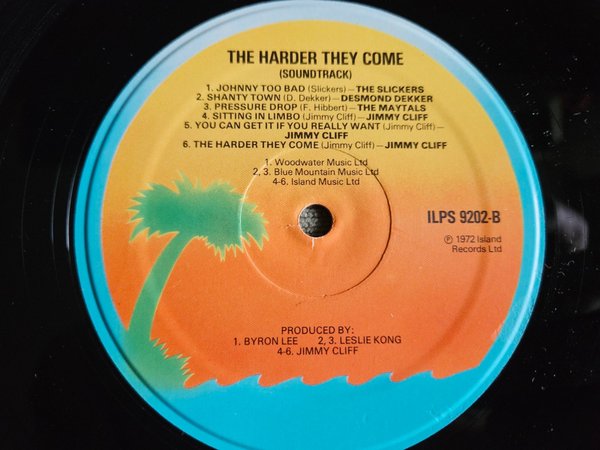 THE HARDER THEY COME
(SOUNDTRACK)
1. JOHNNY TOO BAD (Slickers) – THE SLICKERS
2. SHANTY TOWN (D. Dekker) – DESMOND DEKKER
3. PRESSURE DROP (F. Hibbert) – THE MAYTALS
4. SITTING IN LIMBO (Jimmy Cliff) – JIMMY CLIFF
5. YOU CAN GET IT IF YOU REALLY WANT (Jimmy Cliff) –
JIMMY CLIFF
6. THE HARDER THEY COME (Jimmy Cliff) – JIMMY CLIFF
1. Woodwater Music Ltd
2, 3. Blue Mountain Music Ltd
4-6. Island Music Ltd
ILPS 9202-B
℗ 1972 Island
Records Ltd
PRODUCED BY:
1. BYRON LEE 2, 3. LESLIE KONG
4-6. JIMMY CLIFF